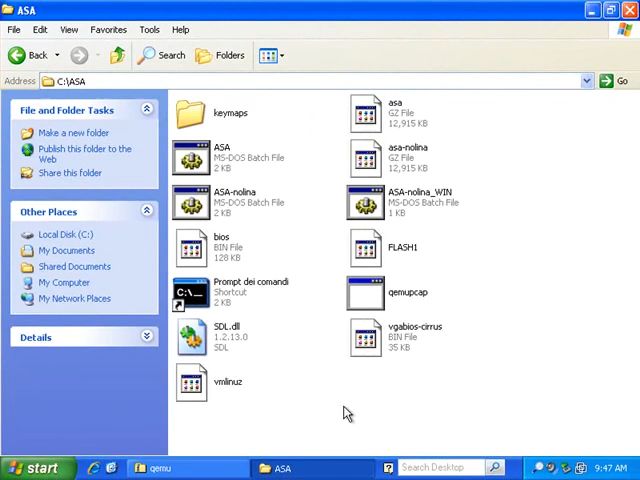 ASA
File Edit View Favorites Tools Help
Back Search Folders
Address C:\ASA Go
File and Folder Tasks
Make a new folder
Publish this folder to the Web
Share this folder
Other Places
Local Disk (C:)
My Documents
Shared Documents
My Computer
My Network Places
Details
keymaps
asa
GZ File
12,915 KB
ASA
MS-DOS Batch File
2 KB
asa-nolina
GZ File
12,915 KB
ASA-nolina
MS-DOS Batch File
2 KB
ASA-nolina_WIN
MS-DOS Batch File
1 KB
bios
BIN File
128 KB
FLASH1
Prompt dei comandi
Shortcut
2 KB
C:\_
qemupcap
SDL.dll
1.2.13.0
SDL
vgabios-cirrus
BIN File
35 KB
vmlinuz
start qemu ASA Search Desktop 9:47 AM